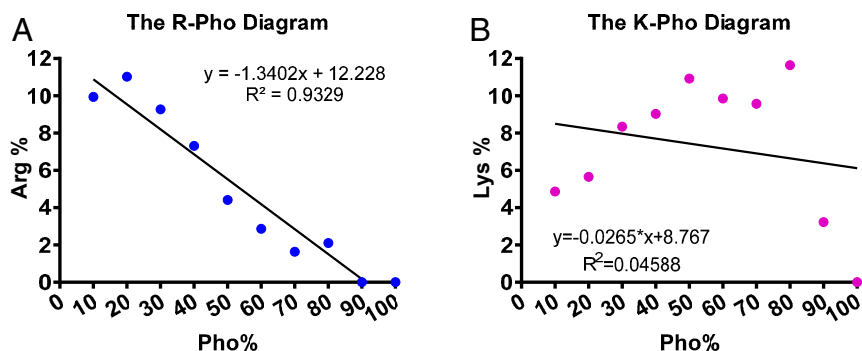 A
The R-Pho Diagram
y = -1.3402x + 12.228
R² = 0.9329
Arg %
12
10
8
6
4
2
0
0 10 20 30 40 50 60 70 80 90 100
Pho%
B
The K-Pho Diagram
Lys %
12
10
8
6
4
2
0
y=-0.0265*x+8.767
R²=0.04588
0 10 20 30 40 50 60 70 80 90 100
Pho%